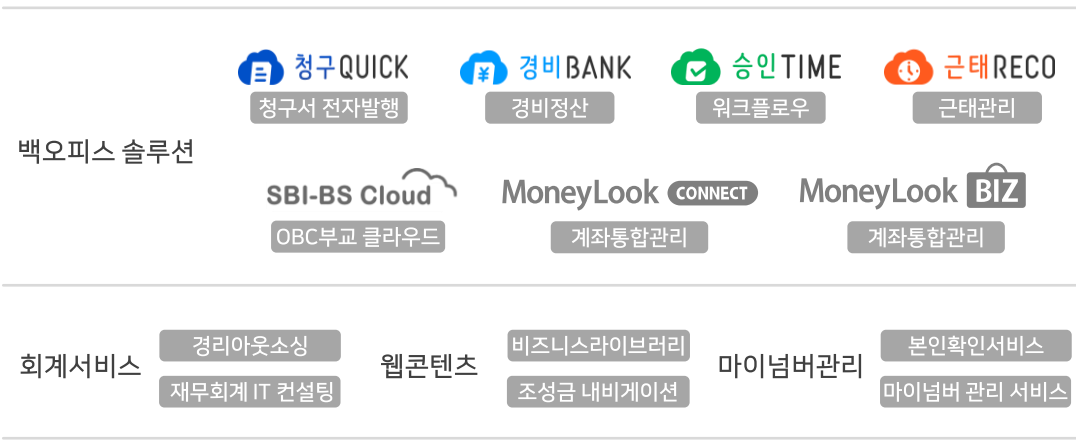 청구QUICK 경비BANK 승인TIME 근태RECO
청구서 전자발행 경비정산 워크플로우 근태관리
백오피스 솔루션
SBI-BS Cloud MoneyLook CONNECT MoneyLook BIZ
OBC부교 클라우드 계좌통합관리 계좌통합관리
회계서비스
경리아웃소싱
재무회계 IT 컨설팅
웹콘텐츠
비즈니스라이브러리
조성금 내비게이션
마이넘버관리
본인확인서비스
마이넘버 관리 서비스